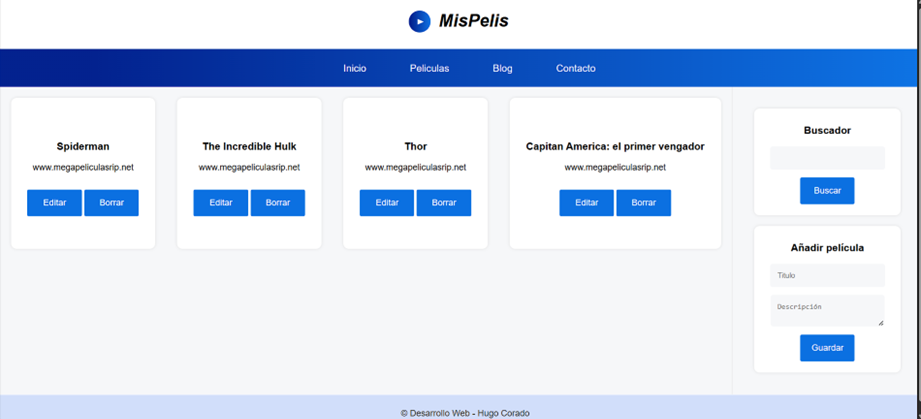 MisPelis
Inicio Peliculas Blog Contacto
Spiderman
www.megapeliculasrip.net
Editar Borrar
The Incredible Hulk
www.megapeliculasrip.net
Editar Borrar
Thor
www.megapeliculasrip.net
Editar Borrar
Capitan America: el primer vengador
www.megapeliculasrip.net
Editar Borrar
Buscador
Buscar
Añadir película
Titulo
Descripción
Guardar
© Desarrollo Web - Hugo Corado